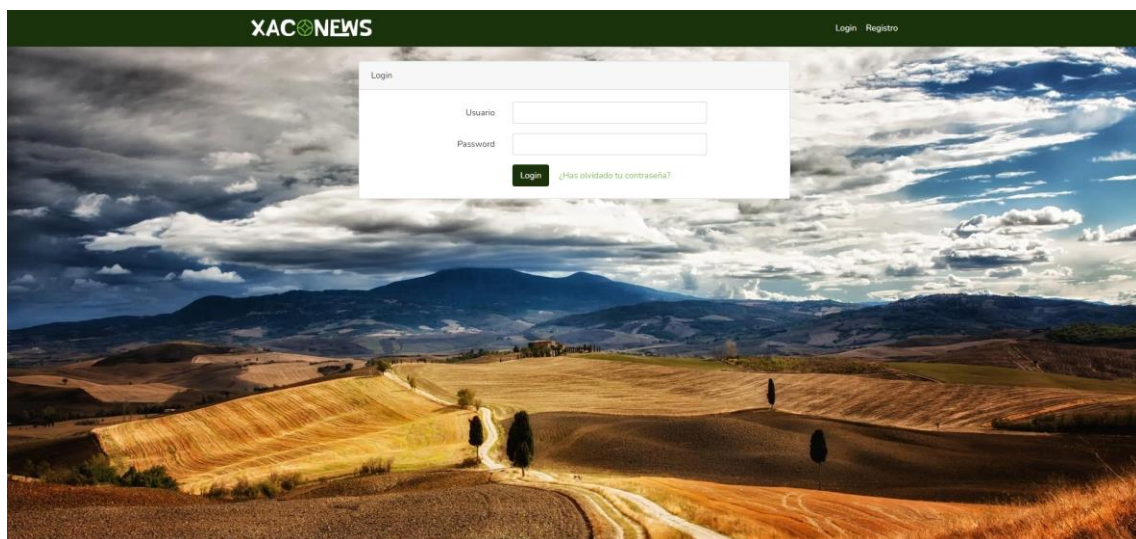 XACONEWS
Login Registro
Login
Usuario
Password
Login ¿Has olvidado tu contraseña?